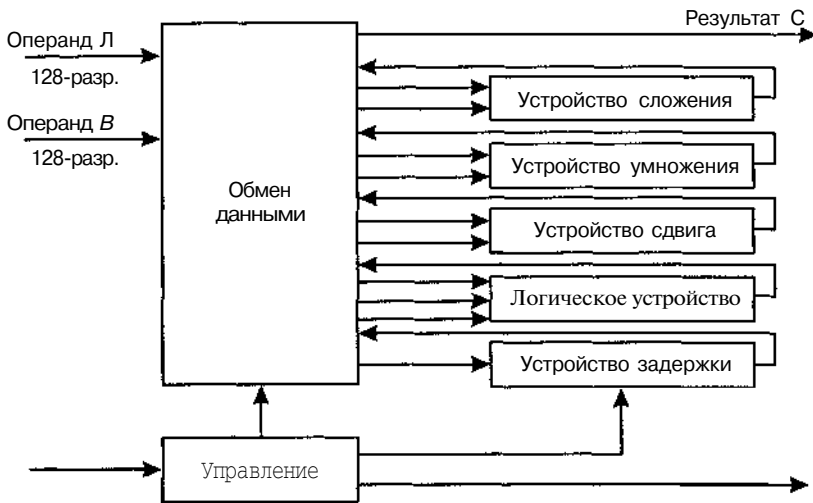 Результат С
Операнд Л
128-разр.
Операнд В
128-разр.
Обмен
данными
Устройство сложения
Устройство умножения
Устройство сдвига
Логическое устройство
Устройство задержки
Управление